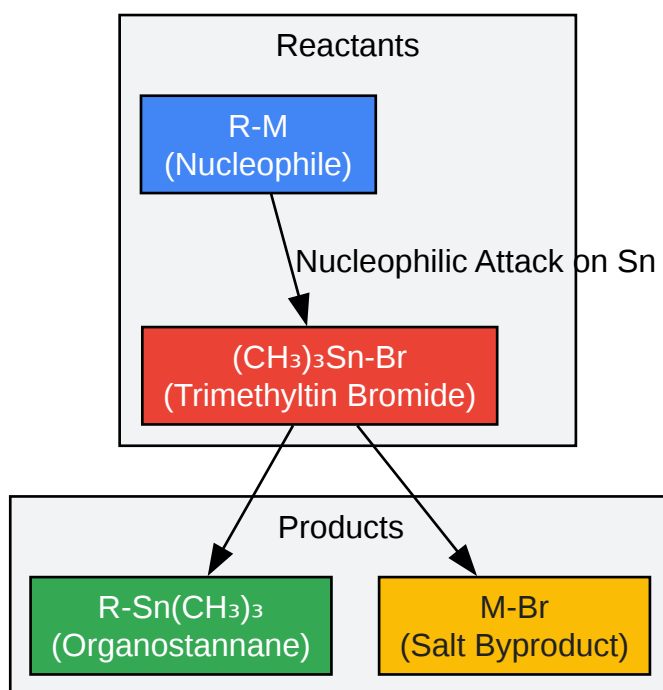 Reactants
R-M
(Nucleophile)
Nucleophilic Attack on Sn
(CH₃)₃Sn-Br
(Trimethyltin Bromide)
Products
R-Sn(CH₃)₃
(Organostannane)
M-Br
(Salt Byproduct)